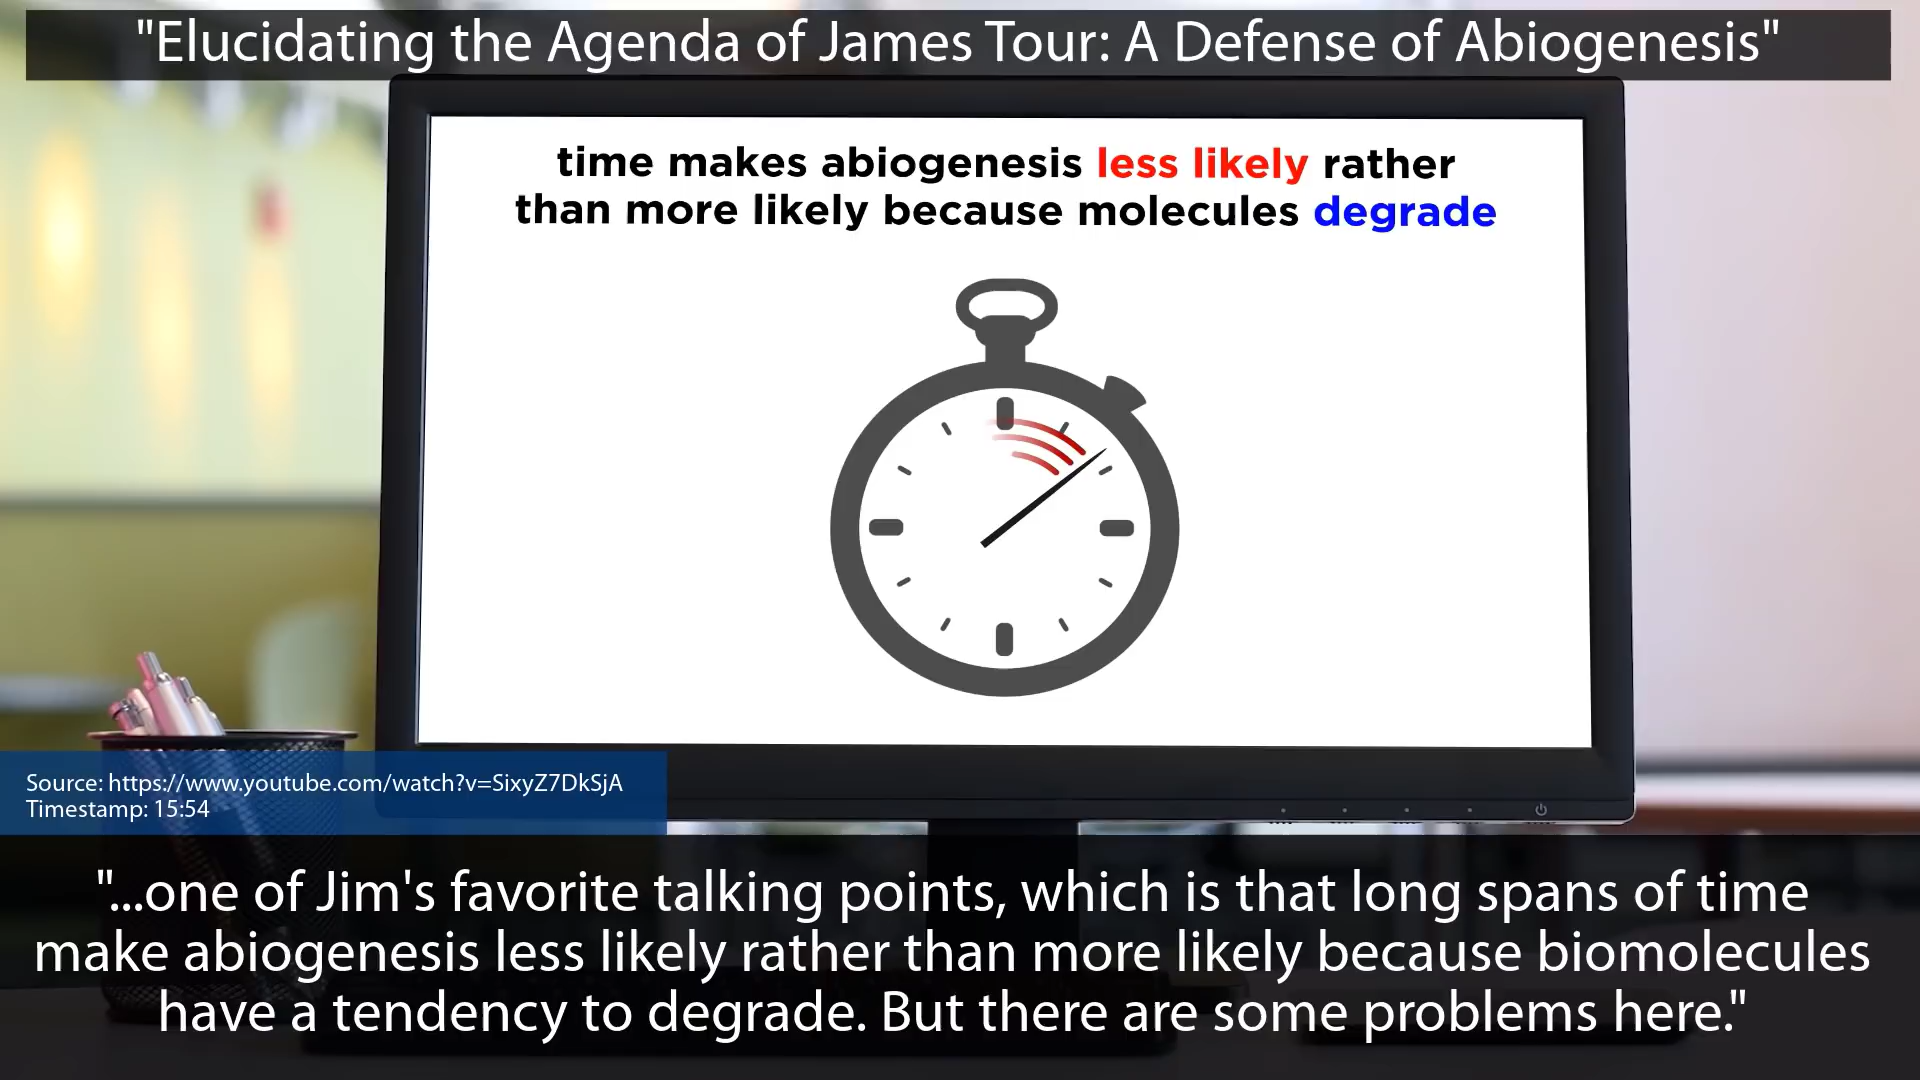 "Elucidating the Agenda of James Tour: A Defense of Abiogenesis"
time makes abiogenesis less likely rather
than more likely because molecules degrade
Source: https://www.youtube.com/watch?v=SixyZ7DkSjA
Timestamp: 15:54
"...one of Jim's favorite talking points, which is that long spans of time
make abiogenesis less likely rather than more likely because biomolecules
have a tendency to degrade. But there are some problems here."